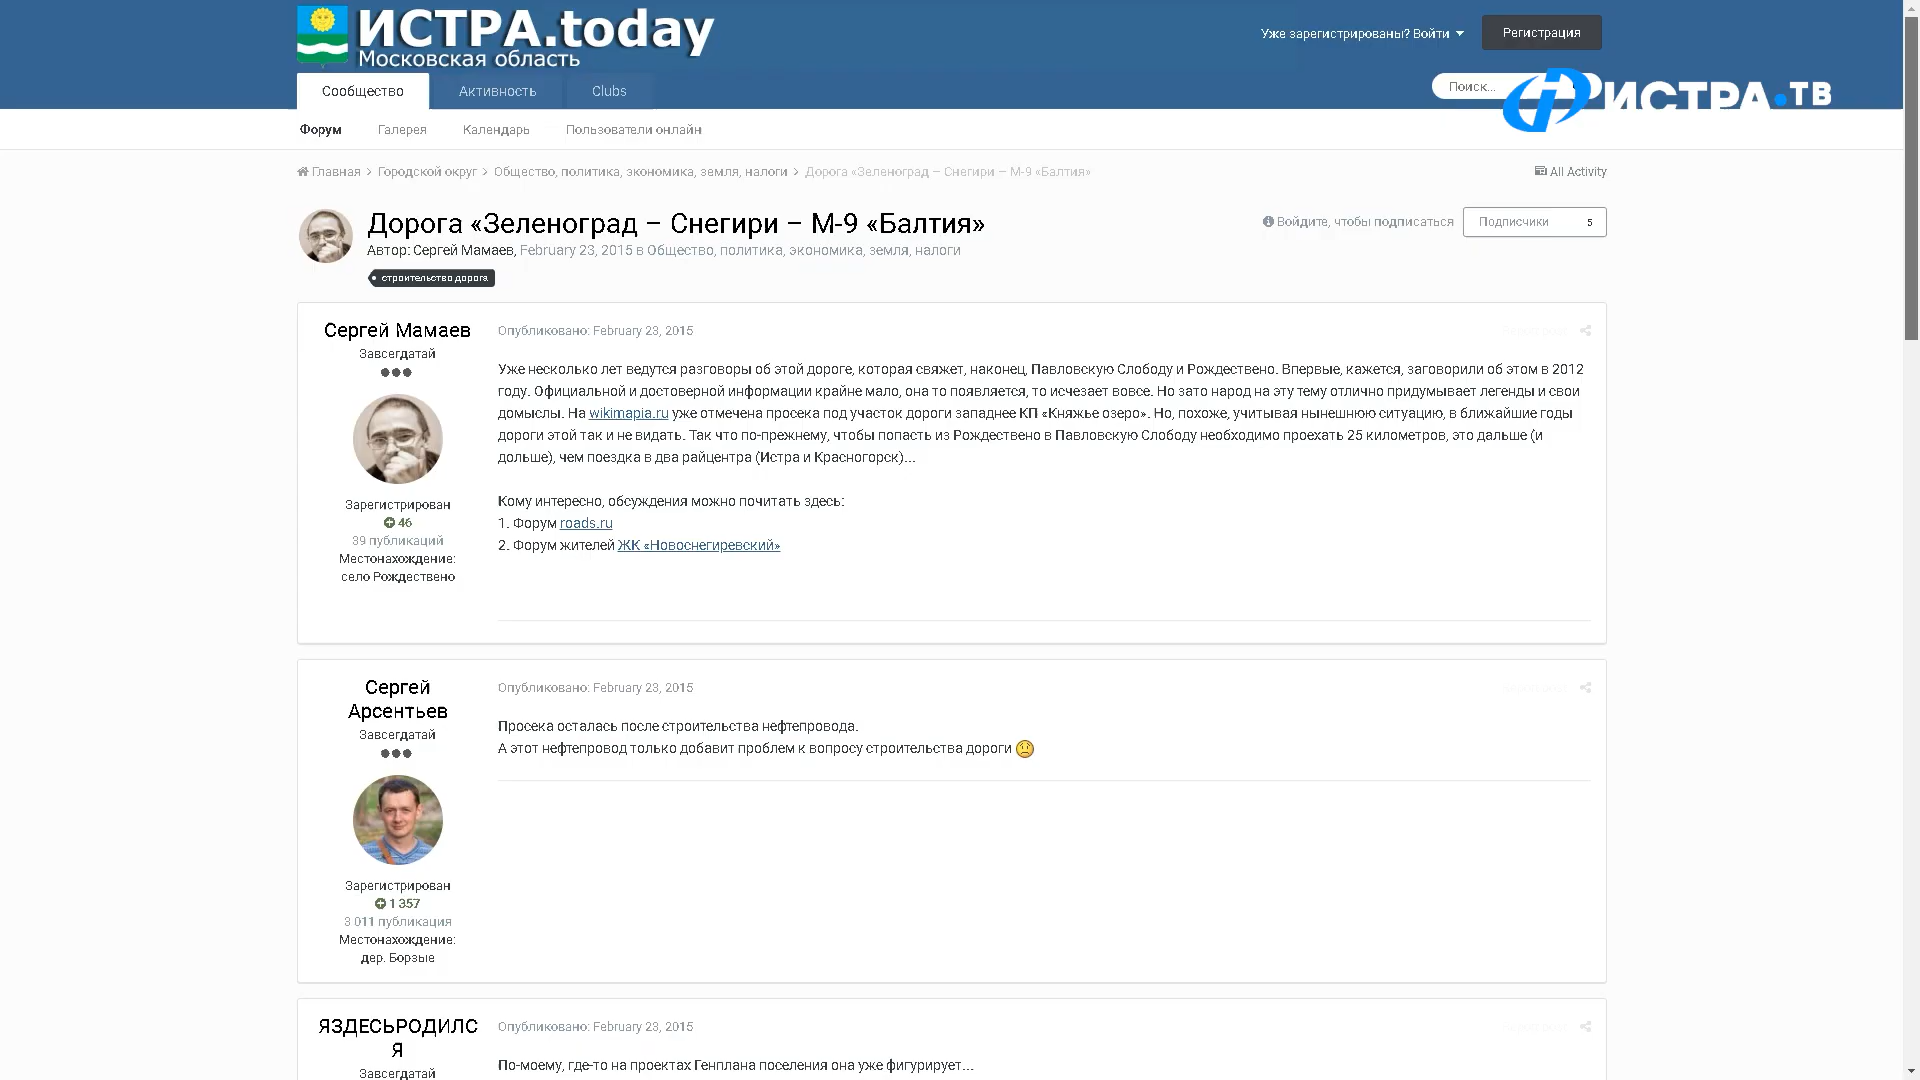 ИСТРА.today
Московская область
Уже зарегистрированы? Войти
Регистрация
Сообщество
Активность
Clubs
Поиск...
ИСТРА.ТВ
Форум
Галерея
Календарь
Пользователи онлайн
Главная > Городской округ > Общество, политика, экономика, земля, налоги > Дорога «Зеленоград – Снегири – М-9 «Балтия»
All Activity
Дорога «Зеленоград – Снегири – М-9 «Балтия»
Войдите, чтобы подписаться
Подписчики 5
Автор: Сергей Мамаев, February 23, 2015 в Общество, политика, экономика, земля, налоги
строительство дорога
Сергей Мамаев
Завсегдатай
Зарегистрирован
46
39 публикаций
Местонахождение:
село Рождествено
Опубликовано: February 23, 2015
Уже несколько лет ведутся разговоры об этой дороге, которая свяжет, наконец, Павловскую Слободу и Рождествено. Впервые, кажется, заговорили об этом в 2012
году. Официальной и достоверной информации крайне мало, она то появляется, то исчезает вовсе. Но зато народ на эту тему отлично придумывает легенды и свои
домыслы. На wikimapia.ru уже отмечена просека под участок дороги западнее КП «Княжье озеро». Но, похоже, учитывая нынешнюю ситуацию, в ближайшие годы
дороги этой так и не видать. Так что по-прежнему, чтобы попасть из Рождествено в Павловскую Слободу необходимо проехать 25 километров, это дальше (и
дольше), чем поездка в два райцентра (Истра и Красногорск)...
Кому интересно, обсуждения можно почитать здесь:
1. Форум roads.ru
2. Форум жителей ЖК «Новоснегиревский»
Сергей
Арсентьев
Завсегдатай
Зарегистрирован
1 357
3 011 публикация
Местонахождение:
дер. Борзые
Опубликовано: February 23, 2015
Просека осталась после строительства нефтепровода.
А этот нефтепровод только добавит проблем к вопросу строительства дороги
ЯЗДЕСЬРОДИЛС
Я
Завсегдатай
Опубликовано: February 23, 2015
По-моему, где-то на проектах Генплана поселения она уже фигурирует...